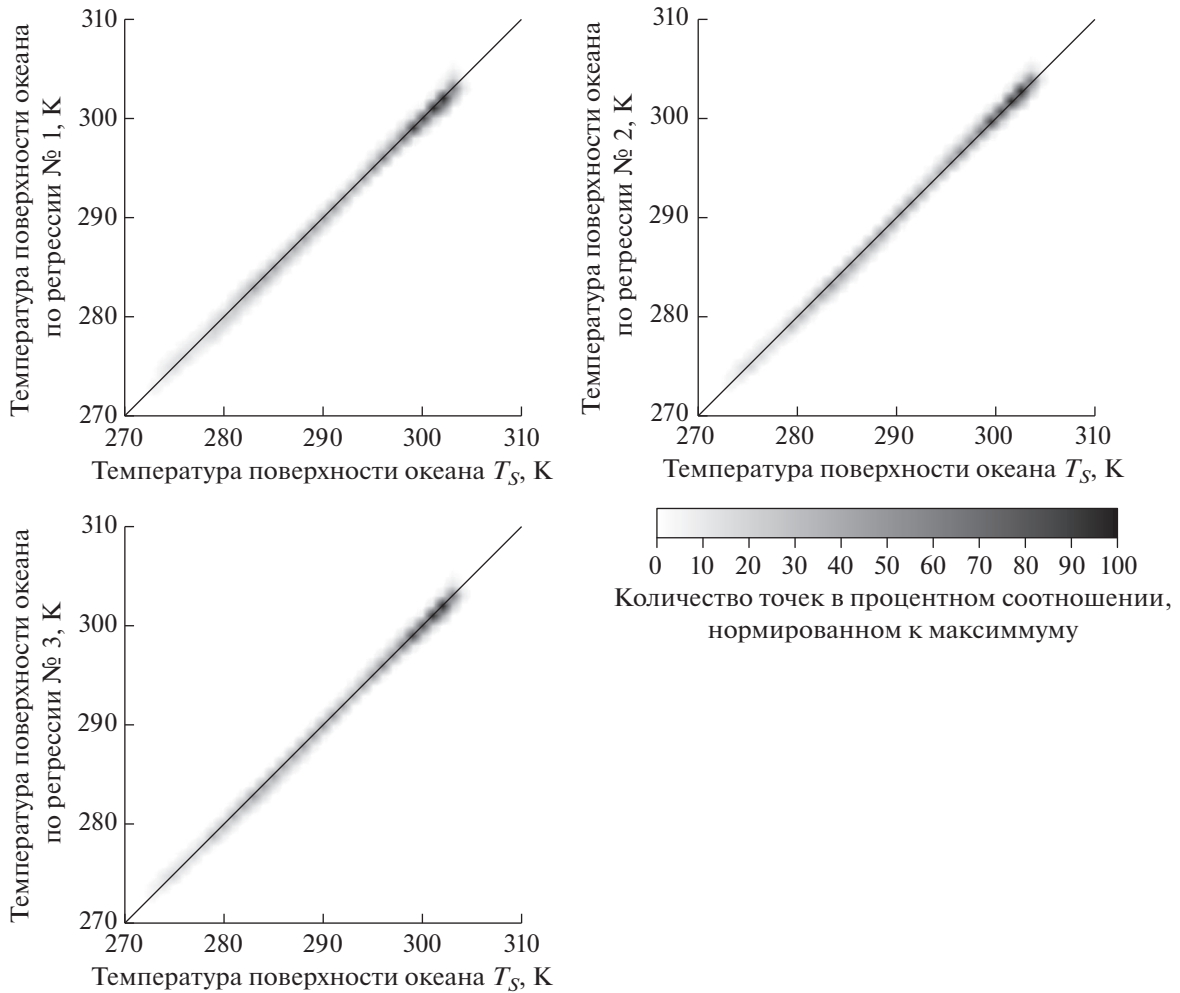 Температура поверхности океана
по регрессии № 1, K
310
300
290
280
270
270 280 290 300 310
Температура поверхности океана T_S, K
Температура поверхности океана
по регрессии № 2, K
310
300
290
280
270
270 280 290 300 310
Температура поверхности океана T_S, K
Температура поверхности океана
по регрессии № 3, K
310
300
290
280
270
270 280 290 300 310
Температура поверхности океана T_S, K
0 10 20 30 40 50 60 70 80 90 100
Количество точек в процентном соотношении,
нормированном к максиммуму